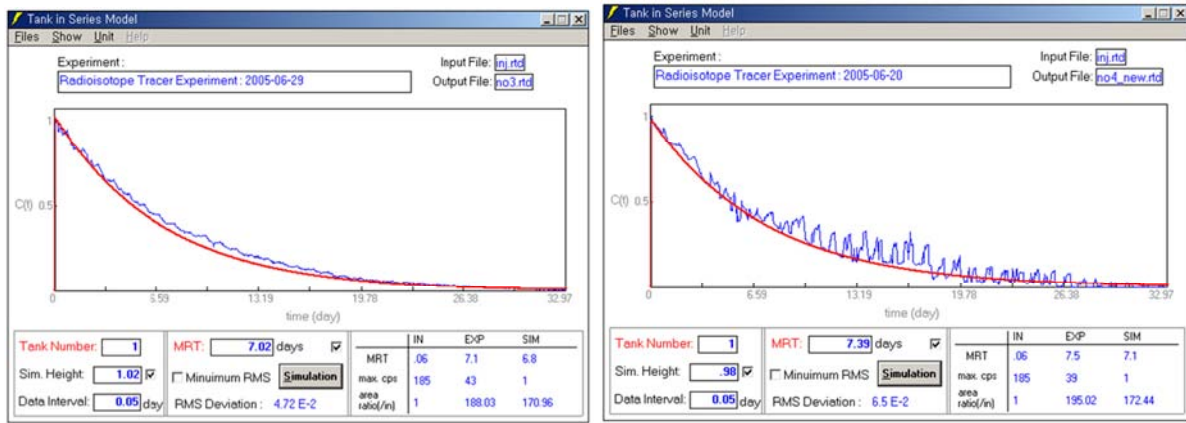 Tank in Series Model
Files Show Unit Help
Experiment :
Radioisotope Tracer Experiment : 2005-06-29
Input File: inj.rtd
Output File: no3.rtd
1
C(t) 0.5
0 6.59 13.19 19.78 26.38 32.97
time (day)
Tank Number: 1
Sim. Height: 1.02
Data Interval: 0.05 day
MRT: 7.02 days
Minuimum RMS Simulation
RMS Deviation : 4.72 E-2
IN EXP SIM
MRT .06 7.1 6.8
max. cps 185 43 1
area ratio(/in) 1 188.03 170.96
Tank in Series Model
Files Show Unit Help
Experiment :
Radioisotope Tracer Experiment : 2005-06-20
Input File: inj.rtd
Output File: no4_new.rtd
1
C(t) 0.5
0 6.59 13.19 19.78 26.38 32.97
time (day)
Tank Number: 1
Sim. Height: .98
Data Interval: 0.05 day
MRT: 7.39 days
Minuimum RMS Simulation
RMS Deviation : 6.5 E-2
IN EXP SIM
MRT .06 7.5 7.1
max. cps 185 39 1
area ratio(/in) 1 195.02 172.44